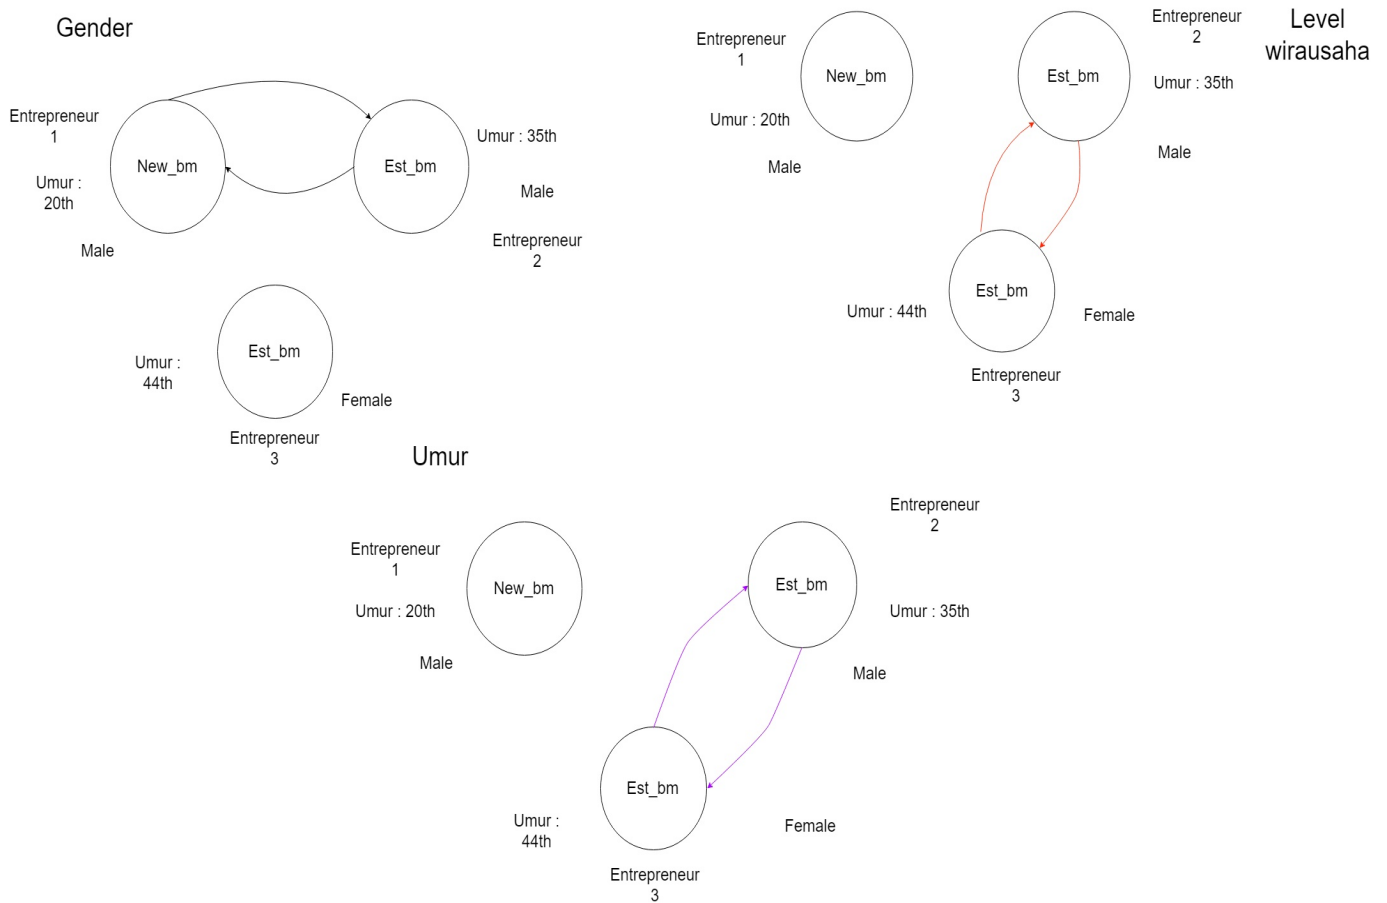 Gender
Entrepreneur
1
New_bm
Umur :
20th
Male
Est_bm
Umur : 35th
Male
Entrepreneur
2
Est_bm
Umur :
44th
Female
Entrepreneur
3
Level
wirausaha
Entrepreneur
1
New_bm
Umur : 20th
Male
Entrepreneur
2
Est_bm
Umur : 35th
Male
Est_bm
Umur : 44th
Female
Entrepreneur
3
Umur
Entrepreneur
1
New_bm
Umur : 20th
Male
Entrepreneur
2
Est_bm
Umur : 35th
Male
Est_bm
Umur :
44th
Female
Entrepreneur
3